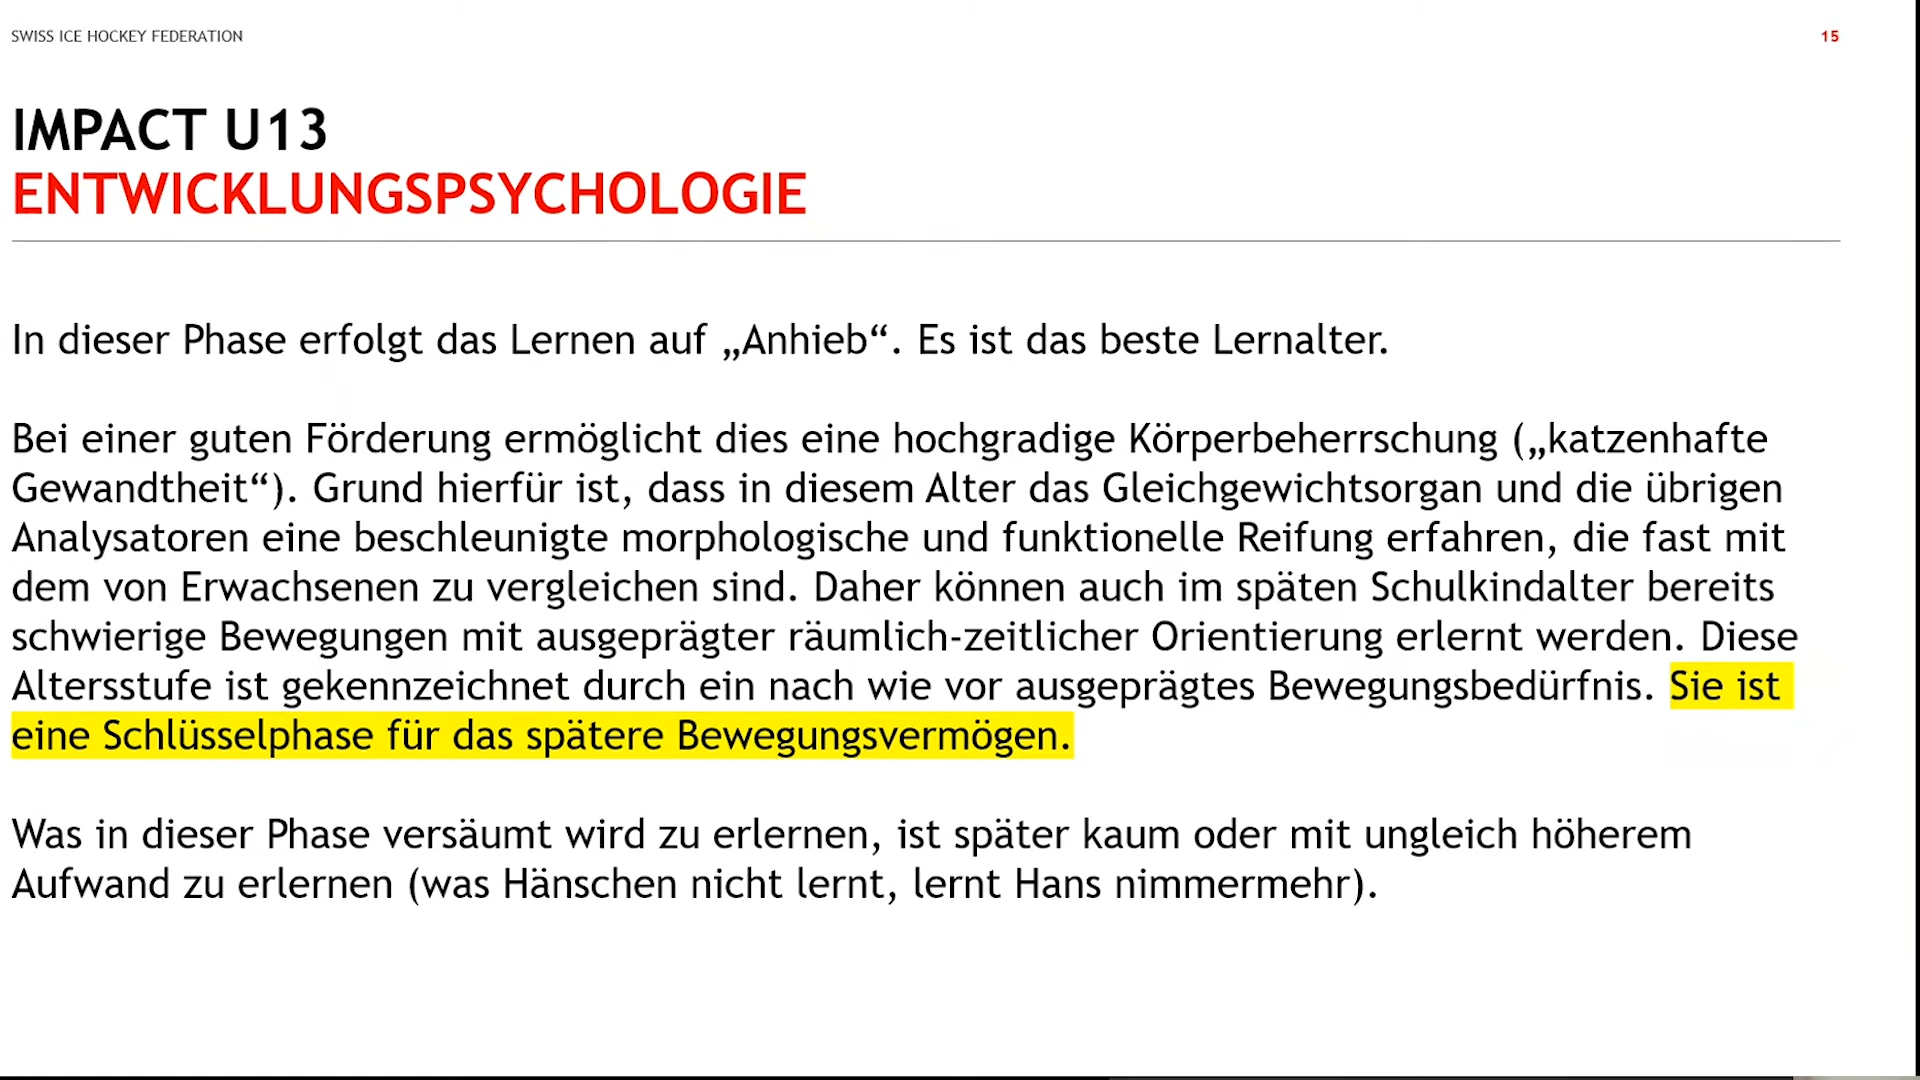 SWISS ICE HOCKEY FEDERATION
15
IMPACT U13
ENTWICKLUNGSPSYCHOLOGIE
In dieser Phase erfolgt das Lernen auf „Anhieb“. Es ist das beste Lernalter.
Bei einer guten Förderung ermöglicht dies eine hochgradige Körperbeherrschung („katzenhafte
Gewandtheit“). Grund hierfür ist, dass in diesem Alter das Gleichgewichtsorgan und die übrigen
Analysatoren eine beschleunigte morphologische und funktionelle Reifung erfahren, die fast mit
dem von Erwachsenen zu vergleichen sind. Daher können auch im späten Schulkindalter bereits
schwierige Bewegungen mit ausgeprägter räumlich-zeitlicher Orientierung erlernt werden. Diese
Altersstufe ist gekennzeichnet durch ein nach wie vor ausgeprägtes Bewegungsbedürfnis. Sie ist
eine Schlüsselphase für das spätere Bewegungsvermögen.
Was in dieser Phase versäumt wird zu erlernen, ist später kaum oder mit ungleich höherem
Aufwand zu erlernen (was Hänschen nicht lernt, lernt Hans nimmermehr).